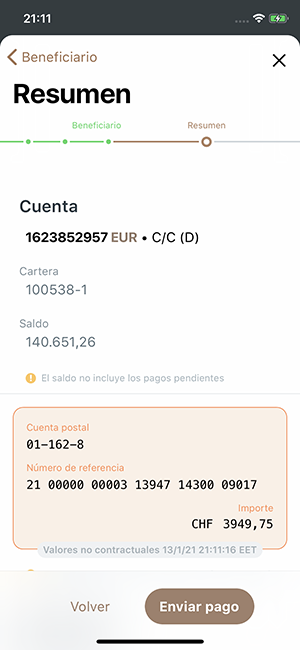 21:11
Beneficiario
Resumen
Beneficiario Resumen
Cuenta
1623852957 EUR • C/C (D)
Cartera
100538-1
Saldo
140.651,26
El saldo no incluye los pagos pendientes
Cuenta postal
01-162-8
Número de referencia
21 00000 00003 13947 14300 09017
Importe
CHF 3949,75
Valores no contractuales 13/1/21 21:11:16 EET
Volver Enviar pago